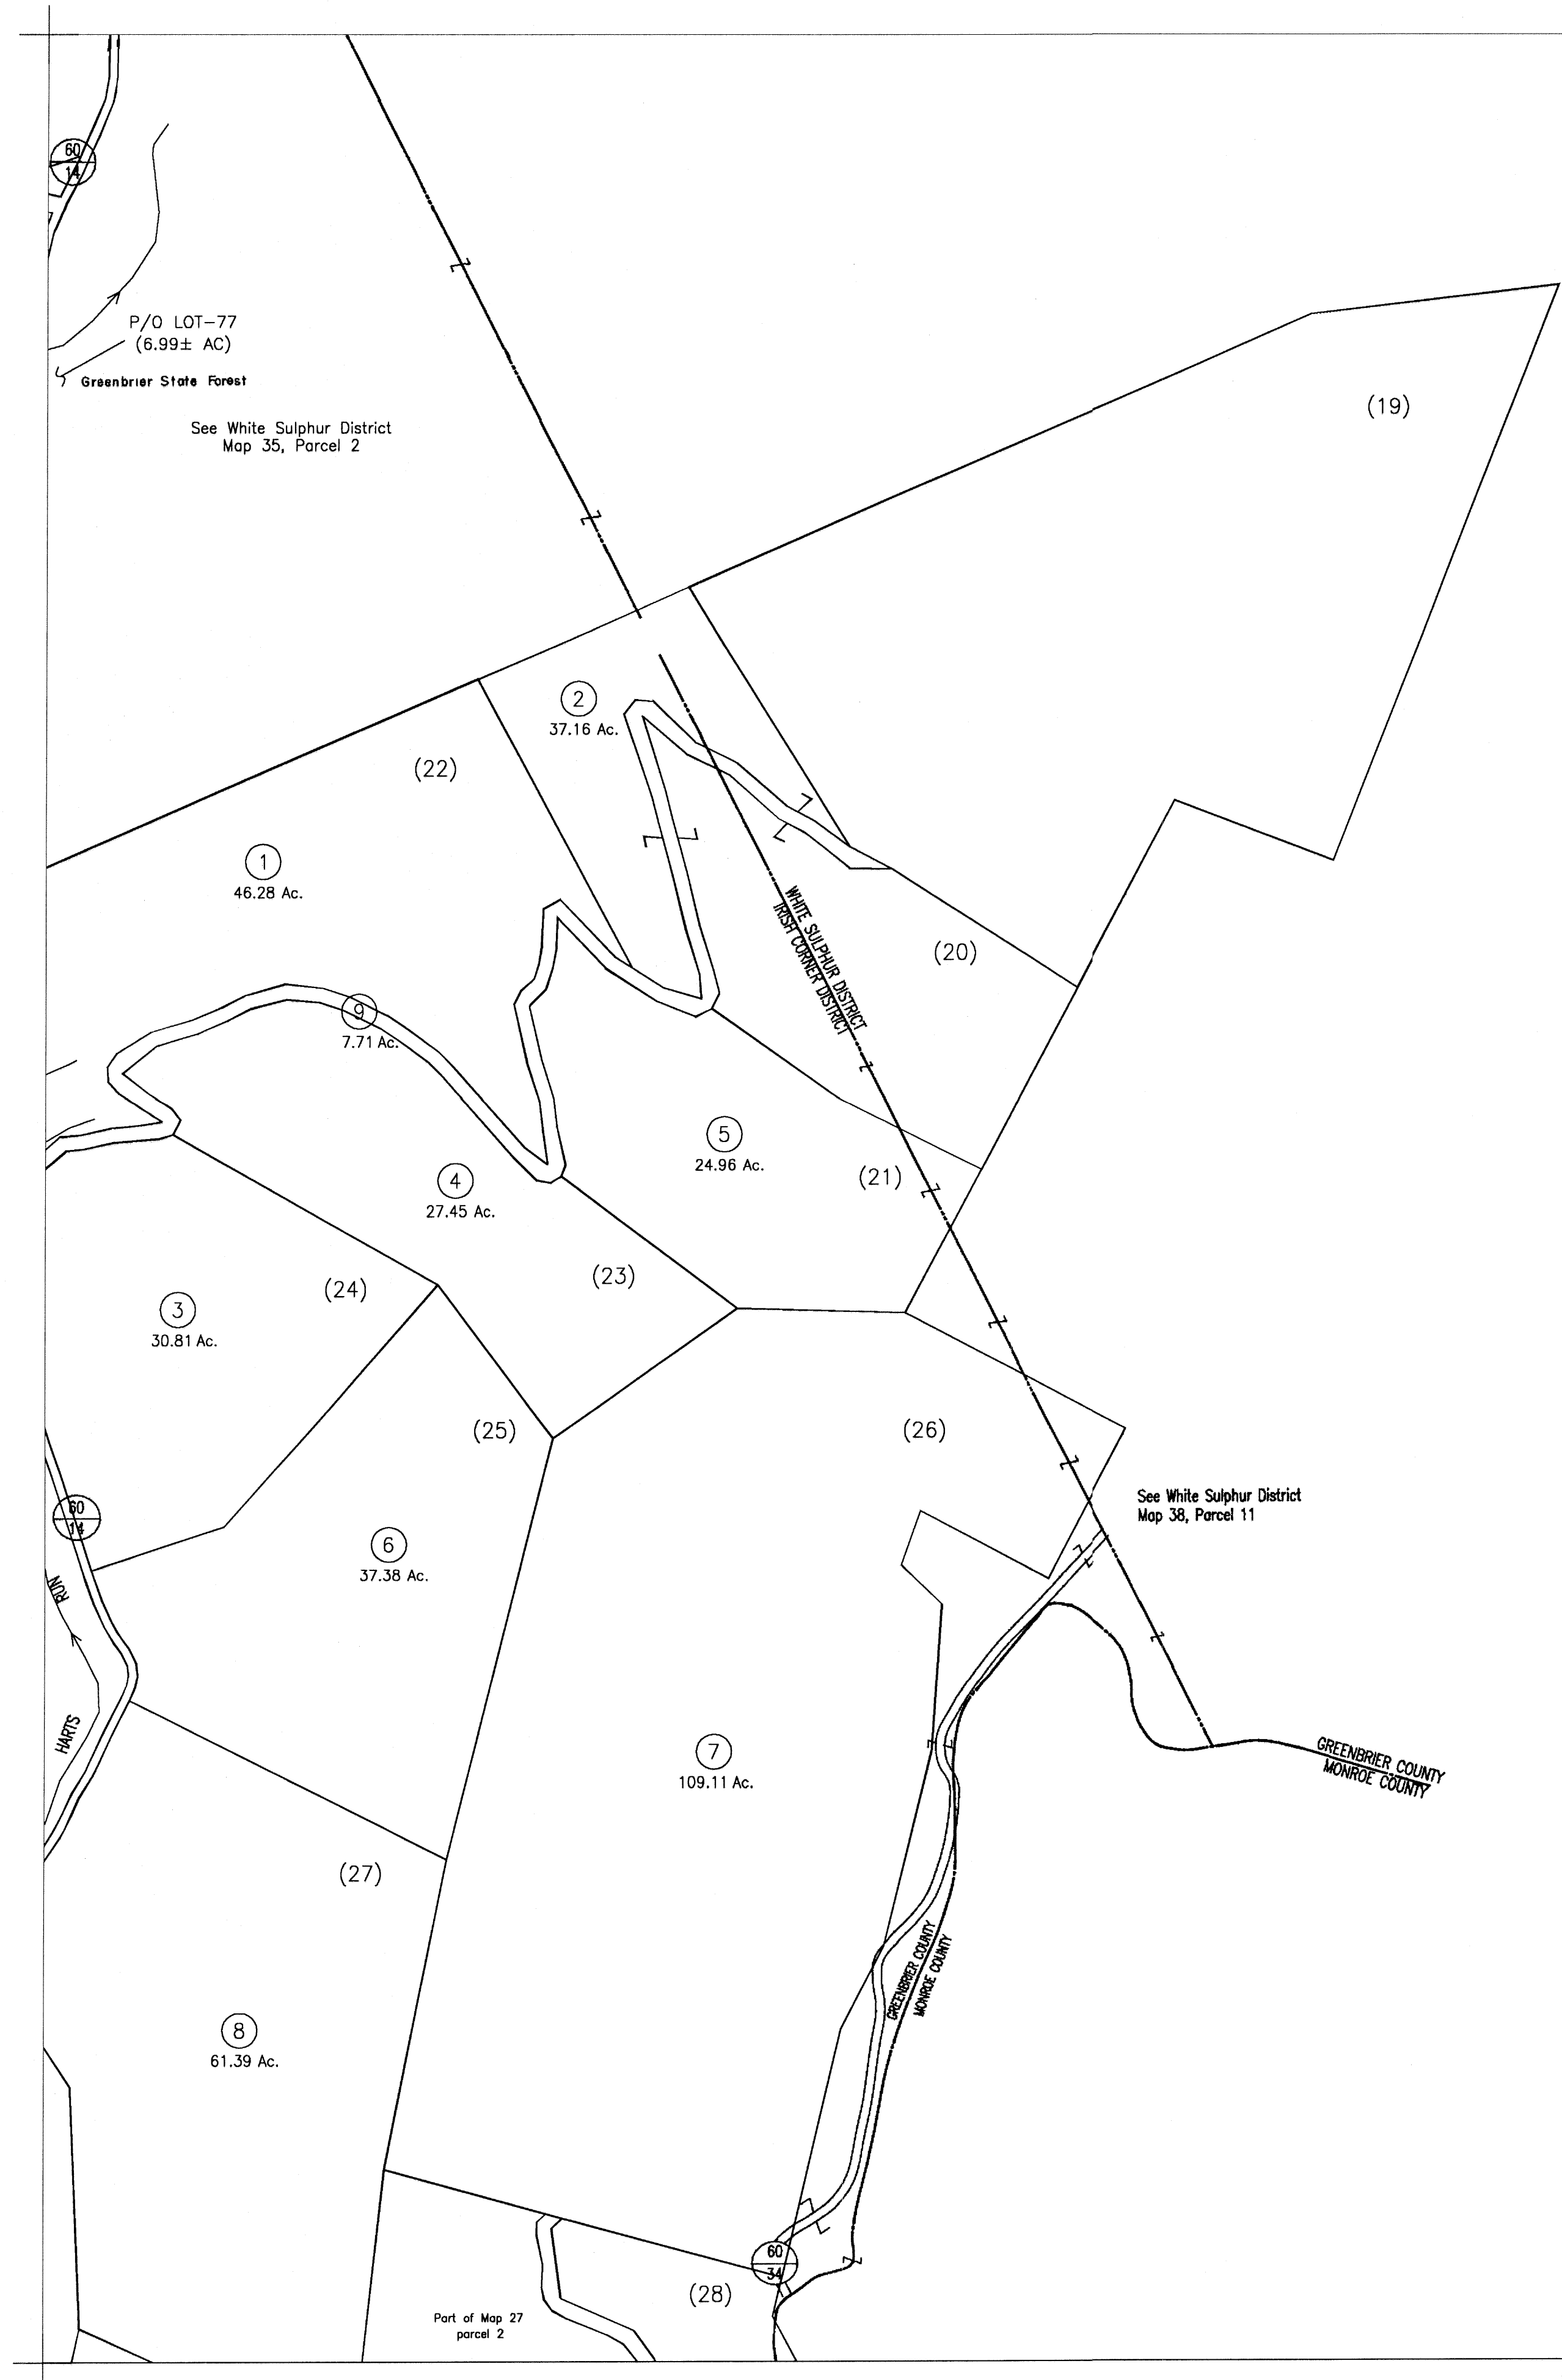 60
14
P/O LOT-77
(6.99± AC)
Greenbrier State Forest
See White Sulphur District
Map 35, Parcel 2
(19)
2
37.16 Ac.
(22)
1
46.28 Ac.
WHITE SULPHUR DISTRICT
IRISH CORNER DISTRICT
(20)
9
7.71 Ac.
5
24.96 Ac.
4
27.45 Ac.
(21)
(23)
(24)
3
30.81 Ac.
(25)
(26)
See White Sulphur District
Map 38, Parcel 11
60
14
6
37.38 Ac.
RUN
HARTS
7
109.11 Ac.
GREENBRIER COUNTY
MONROE COUNTY
(27)
GREENBRIER COUNTY
MONROE COUNTY
8
61.39 Ac.
60
34
(28)
Part of Map 27
parcel 2